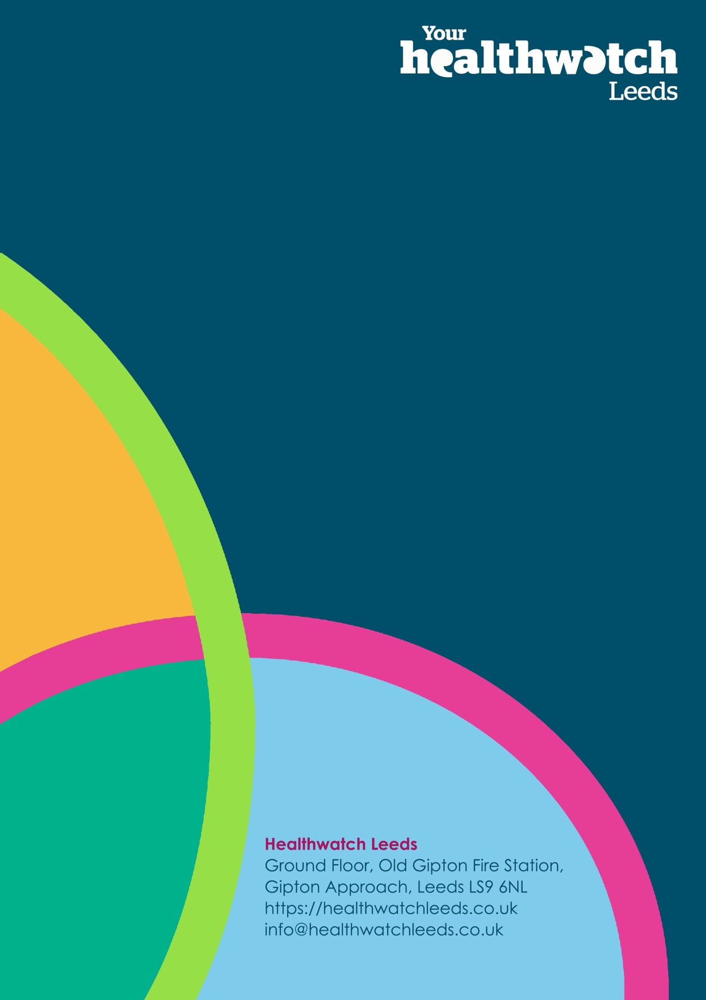 Your
healthwatch
Leeds
Healthwatch Leeds
Ground Floor, Old Gipton Fire Station,
Gipton Approach, Leeds LS9 6NL
https://healthwatchleeds.co.uk
info@healthwatchleeds.co.uk